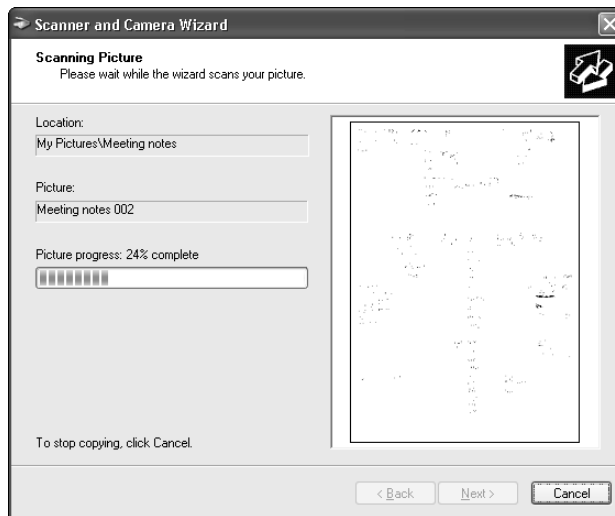 Scanner and Camera Wizard
Scanning Picture
Please wait while the wizard scans your picture.
Location:
My Pictures\Meeting notes
Picture:
Meeting notes 002
Picture progress: 24% complete
To stop copying, click Cancel.
< Back
Next >
Cancel